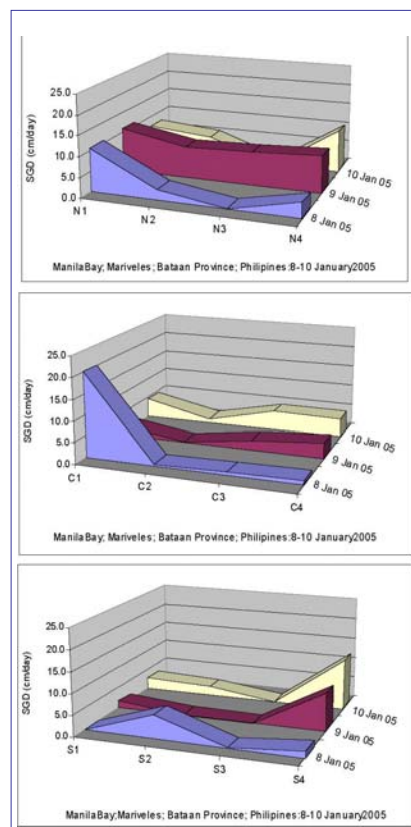 25.0
20.0
15.0
10.0
5.0
0.0
SGD (cm/day)
N1
N2
N3
N4
8 Jan 05
9 Jan 05
10 Jan 05
ManilaBay; Mariveles; Bataan Province; Philipines:8-10 January2005
25.0
20.0
15.0
10.0
5.0
0.0
SGD (cm/day)
C1
C2
C3
C4
8 Jan 05
9 Jan 05
10 Jan 05
ManilaBay; Mariveles; Bataan Province; Philipines:8-10 January2005
25.0
20.0
15.0
10.0
5.0
0.0
SGD (cm/day)
S1
S2
S3
S4
8 Jan 05
9 Jan 05
10 Jan 05
ManilaBay;Mariveles; Bataan Province; Philipines:8-10 January2005